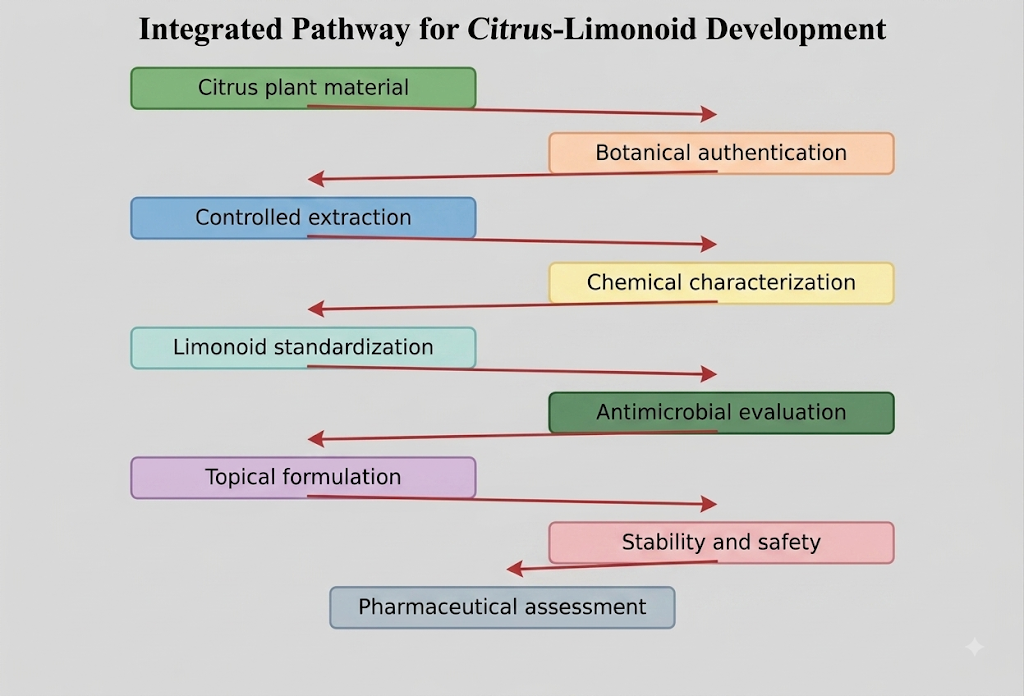 Integrated Pathway for Citrus-Limonoid Development
Citrus plant material
Botanical authentication
Controlled extraction
Chemical characterization
Limonoid standardization
Antimicrobial evaluation
Topical formulation
Stability and safety
Pharmaceutical assessment